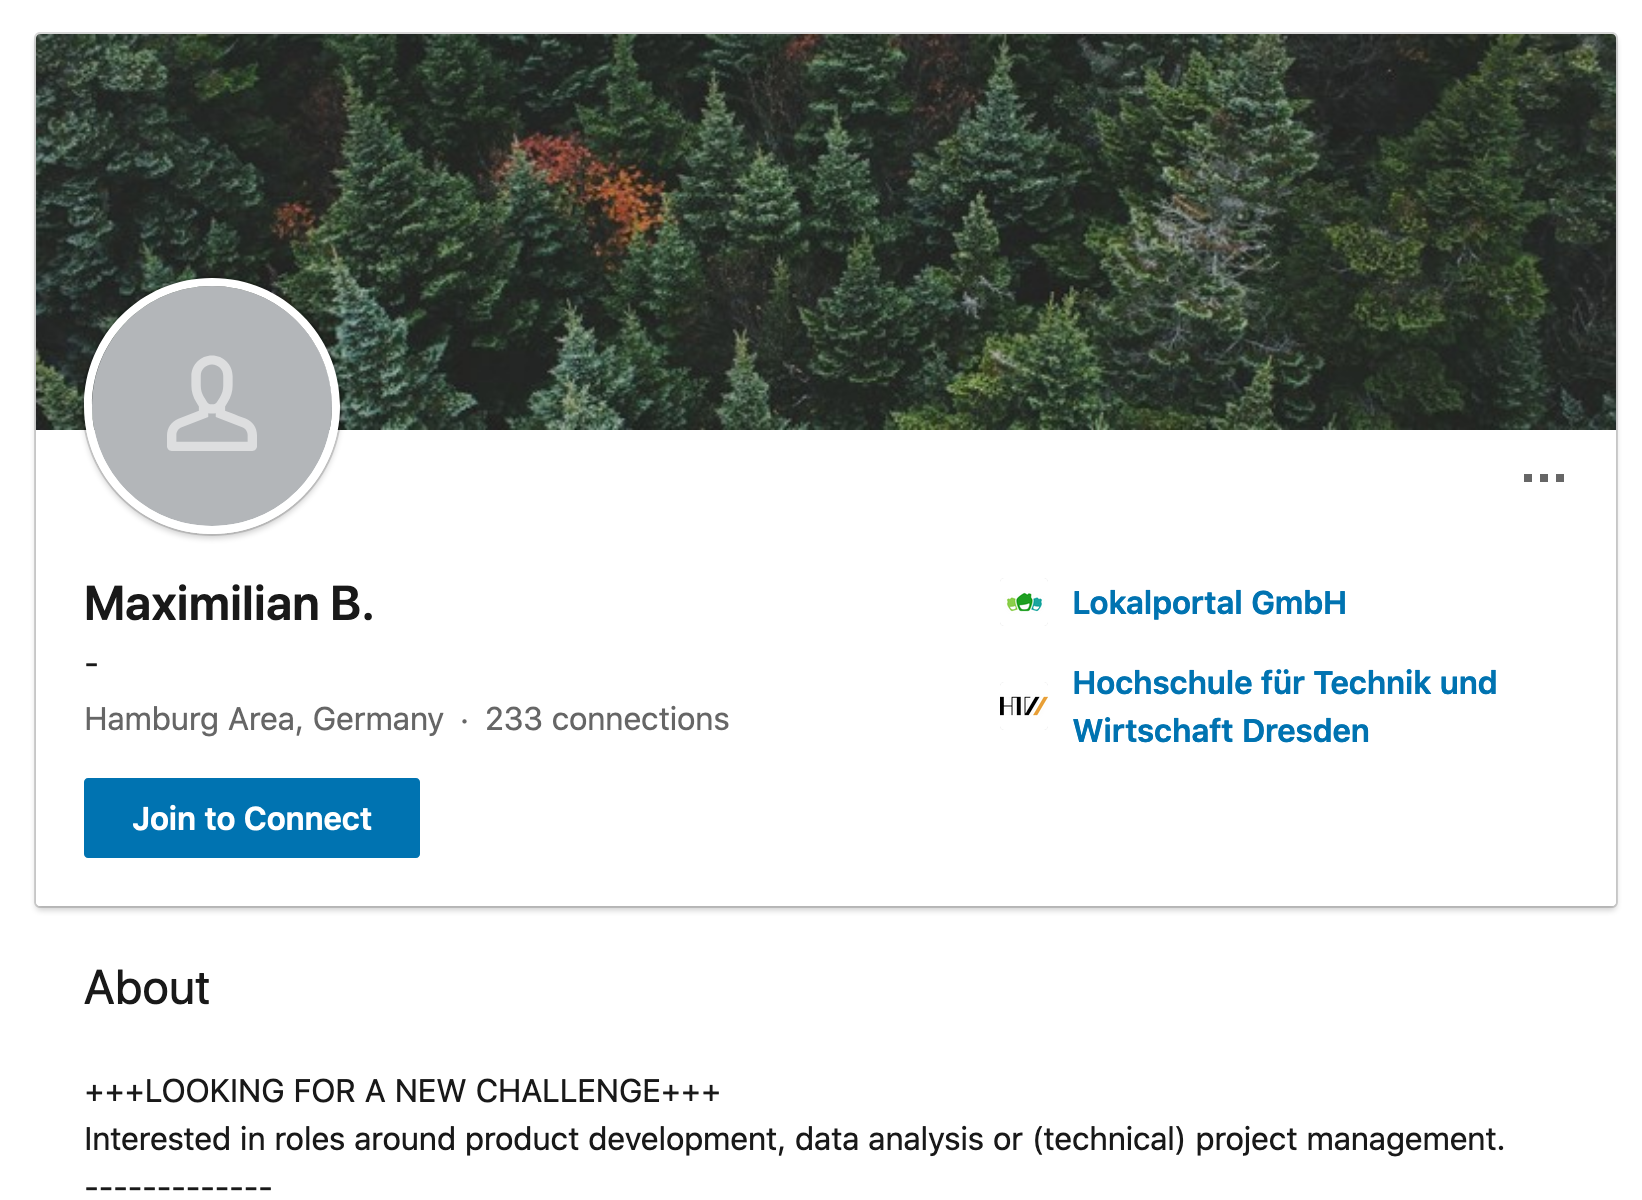 Maximilian B.
-
Hamburg Area, Germany · 233 connections
Join to Connect
Lokalportal GmbH
HTW
Hochschule für Technik und
Wirtschaft Dresden
About
+++LOOKING FOR A NEW CHALLENGE+++
Interested in roles around product development, data analysis or (technical) project management.
-------------